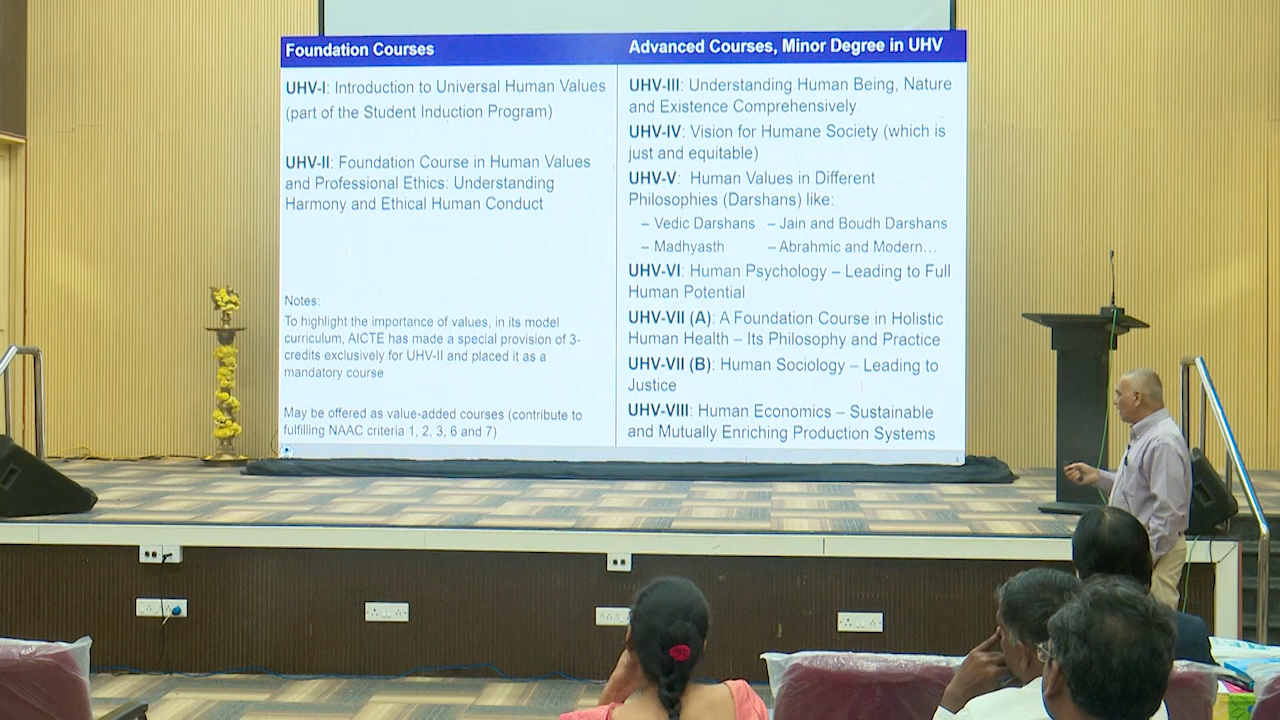 Foundation Courses
UHV-I: Introduction to Universal Human Values
(part of the Student Induction Program)
UHV-II: Foundation Course in Human Values
and Professional Ethics: Understanding
Harmony and Ethical Human Conduct
Notes:
To highlight the importance of values, in its model
curriculum, AICTE has made a special provision of 3-
credits exclusively for UHV-II and placed it as a
mandatory course
May be offered as value-added courses (contribute to
fulfilling NAAC criteria 1, 2, 3, 6 and 7)
Advanced Courses, Minor Degree in UHV
UHV-III: Understanding Human Being, Nature
and Existence Comprehensively
UHV-IV: Vision for Humane Society (which is
just and equitable)
UHV-V: Human Values in Different
Philosophies (Darshans) like:
– Vedic Darshans – Jain and Boudh Darshans
– Madhyasth – Abrahmic and Modern…
UHV-VI: Human Psychology – Leading to Full
Human Potential
UHV-VII (A): A Foundation Course in Holistic
Human Health – Its Philosophy and Practice
UHV-VII (B): Human Sociology – Leading to
Justice
UHV-VIII: Human Economics – Sustainable
and Mutually Enriching Production Systems
6